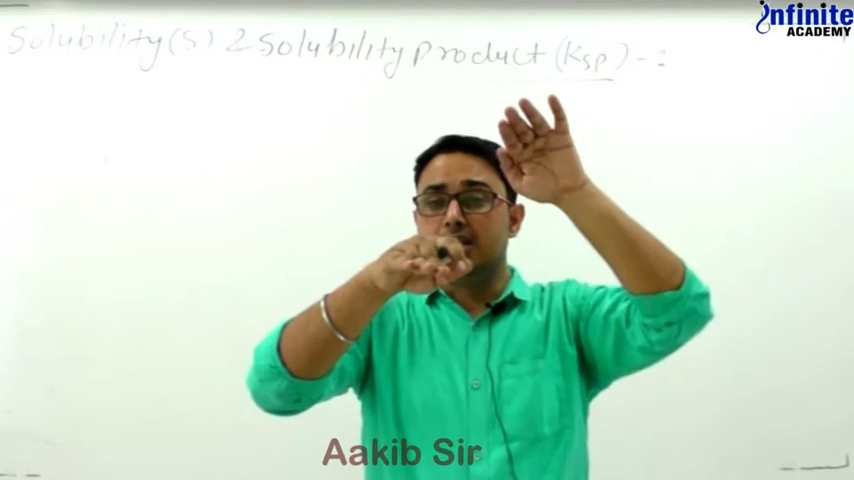 infinite
ACADEMY
Solubility(S) & Solubility Product (Ksp) -:
Aakib Sir